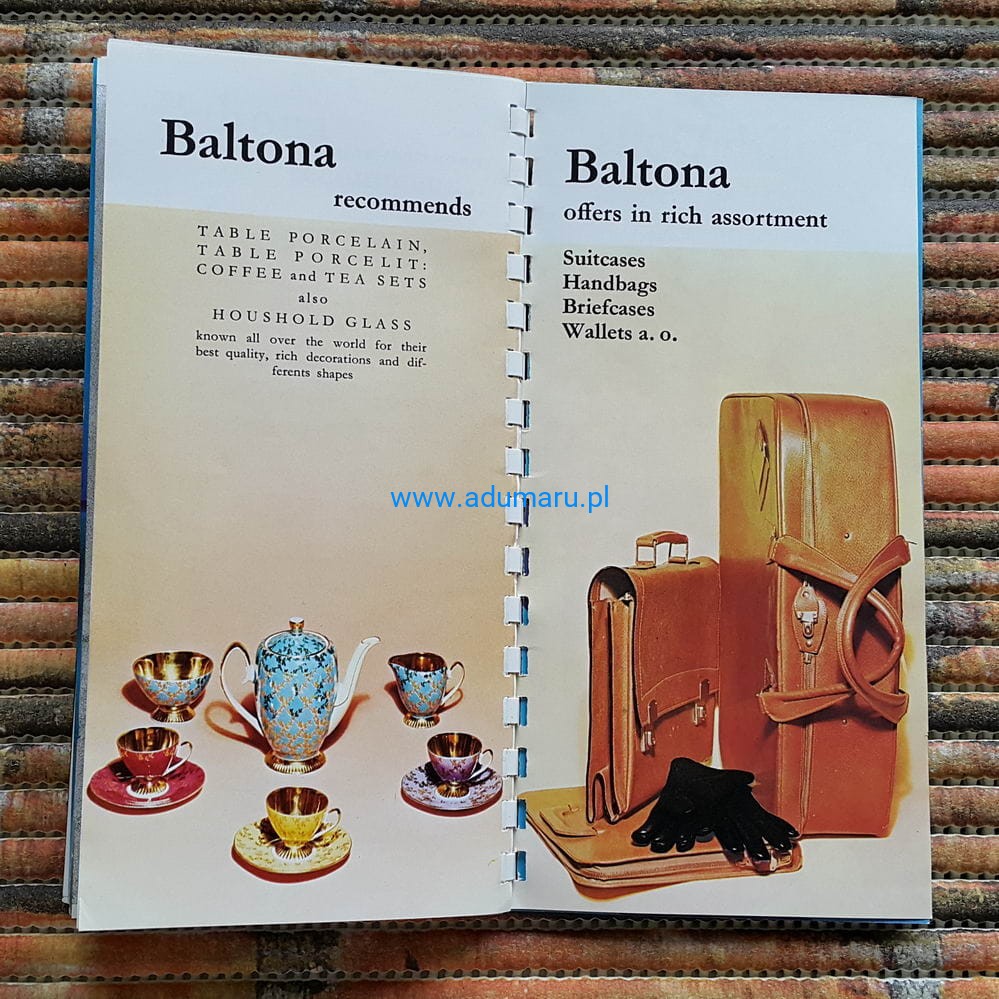 Baltona
recommends
TABLE PORCELAIN,
TABLE PORCELIT:
COFFEE and TEA SETS
also
HOUSHOLD GLASS
known all over the world for their
best quality, rich decorations and dif-
ferents shapes
Baltona
offers in rich assortment
Suitcases
Handbags
Briefcases
Wallets a. o.
www.adumaru.pl